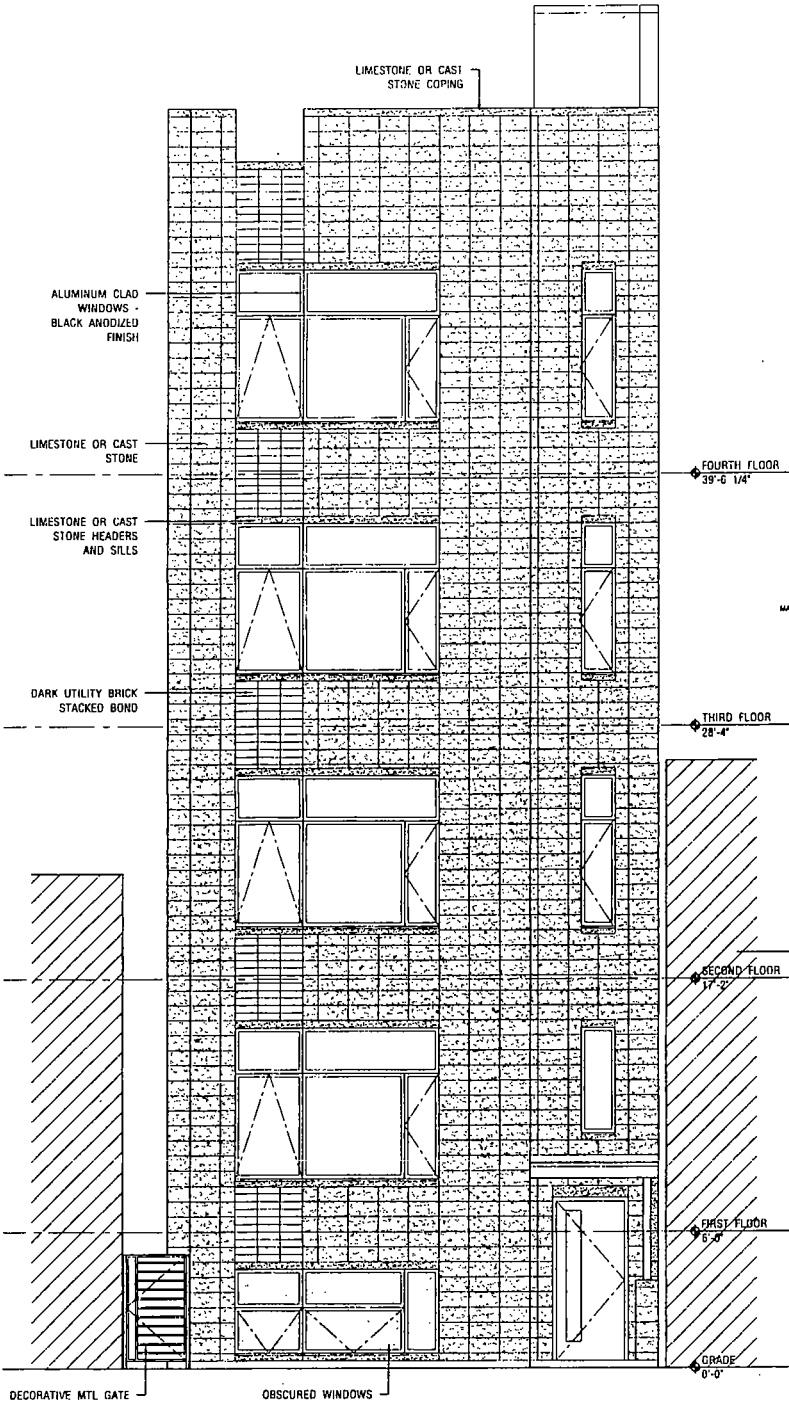 LIMESTONE OR CAST
STONE COPING
ALUMINUM CLAD
WINDOWS -
BLACK ANODIZED
FINISH
LIMESTONE OR CAST
STONE
FOURTH FLOOR
39'-6 1/4"
LIMESTONE OR CAST
STONE HEADERS
AND SILLS
DARK UTILITY BRICK
STACKED BOND
THIRD FLOOR
28'-4"
SECOND FLOOR
17'-2"
FIRST FLOOR
6'-0"
GRADE
0'-0"
DECORATIVE MTL GATE
OBSCURED WINDOWS